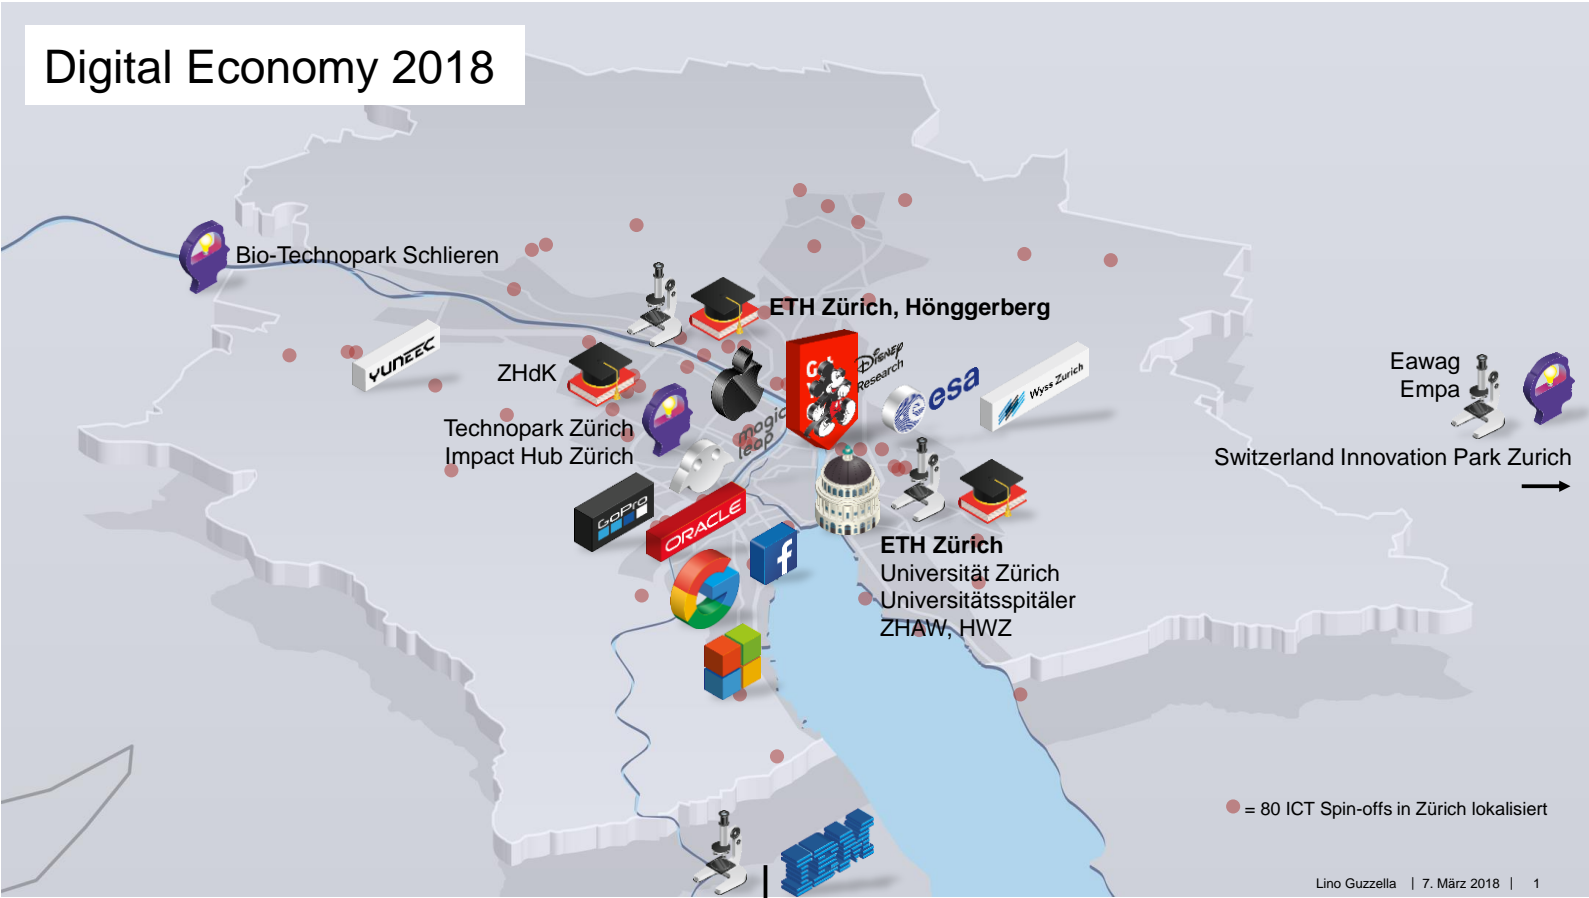 Digital Economy 2018
Bio-Technopark Schlieren
ETH Zürich, Hönggerberg
YUNEEC
ZHdK
Disney
Research
esa
Wyss Zurich
Eawag
Empa
Technopark Zürich
Impact Hub Zürich
magic
leap
Switzerland Innovation Park Zurich
GoPro
ORACLE
f
G
ETH Zürich
Universität Zürich
Universitätsspitäler
ZHAW, HWZ
= 80 ICT Spin-offs in Zürich lokalisiert
IBM
Lino Guzzella | 7. März 2018 | 1